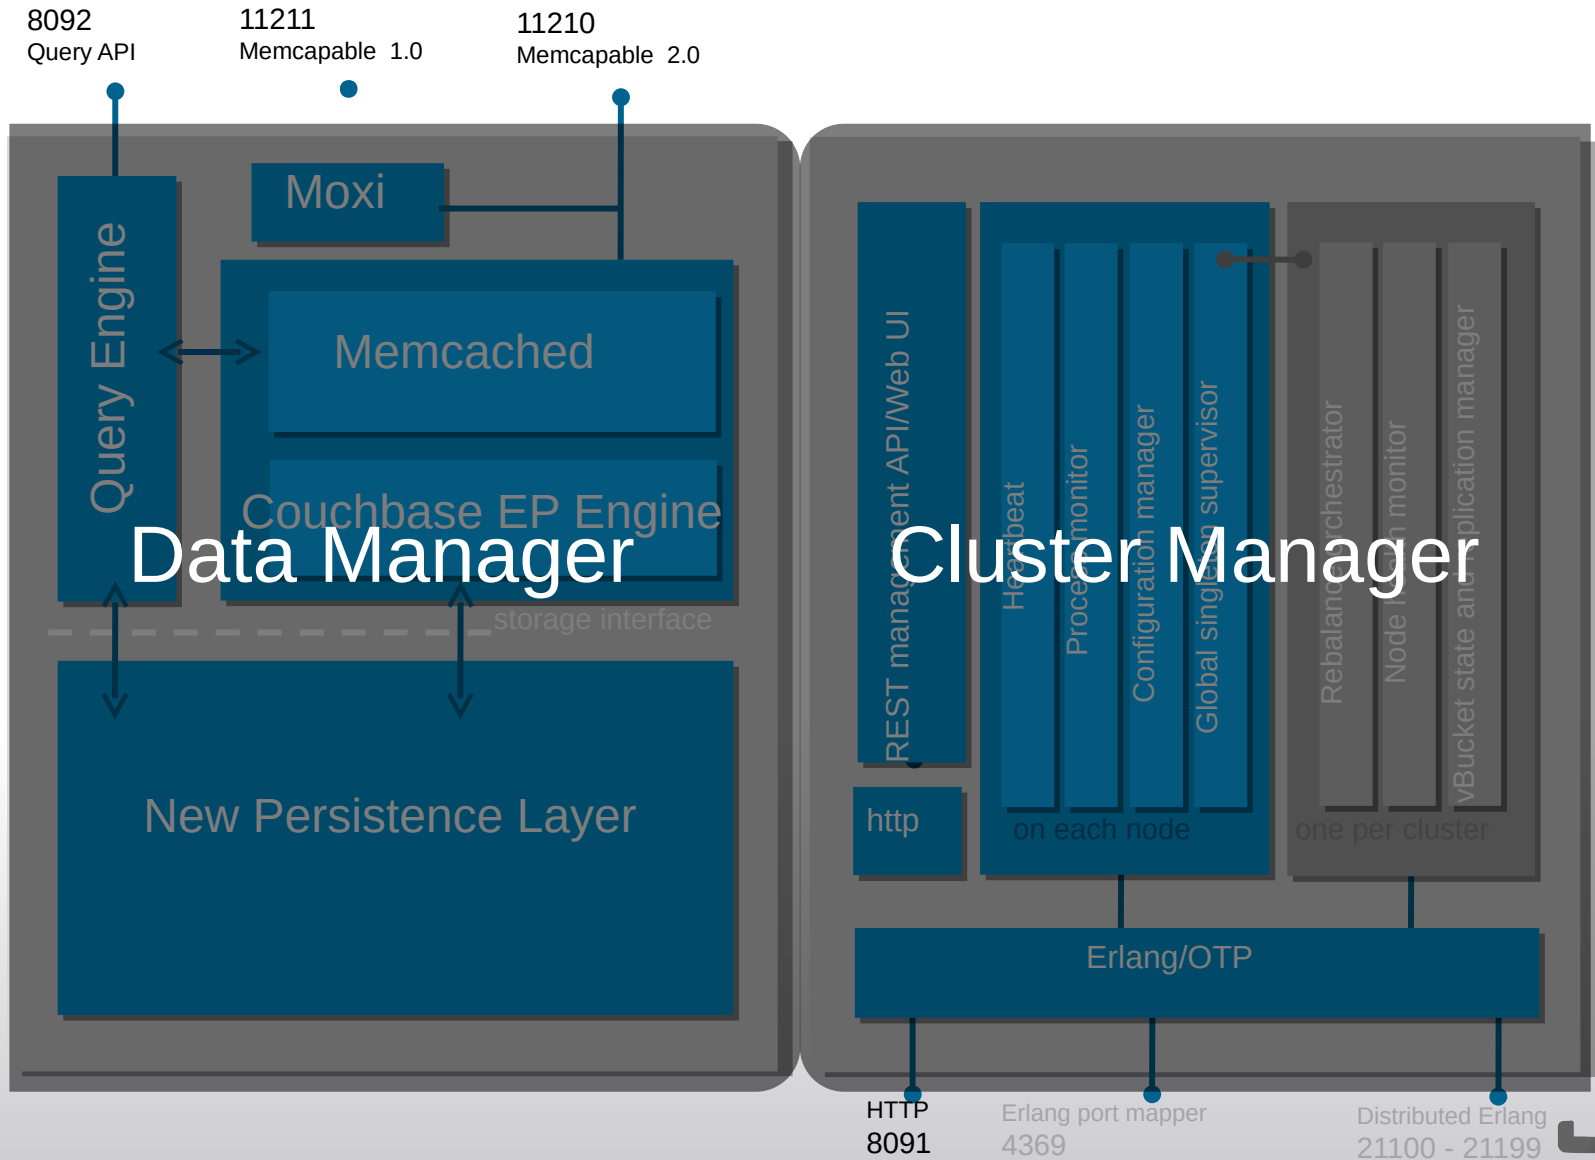 8092
Query API
11211
Memcapable  1.0
11210
Memcapable  2.0
Moxi
Query Engine
Memcached
Couchbase EP Engine
Data Manager
storage interface
New Persistence Layer
REST management API/Web UI
Heartbeat
Process monitor
Configuration manager
Global singleton supervisor
Rebalance orchestrator
Node health monitor
vBucket state and replication manager
Cluster Manager
http
on each node
one per cluster
Erlang/OTP
HTTP
8091
Erlang port mapper
4369
Distributed Erlang
21100 - 21199